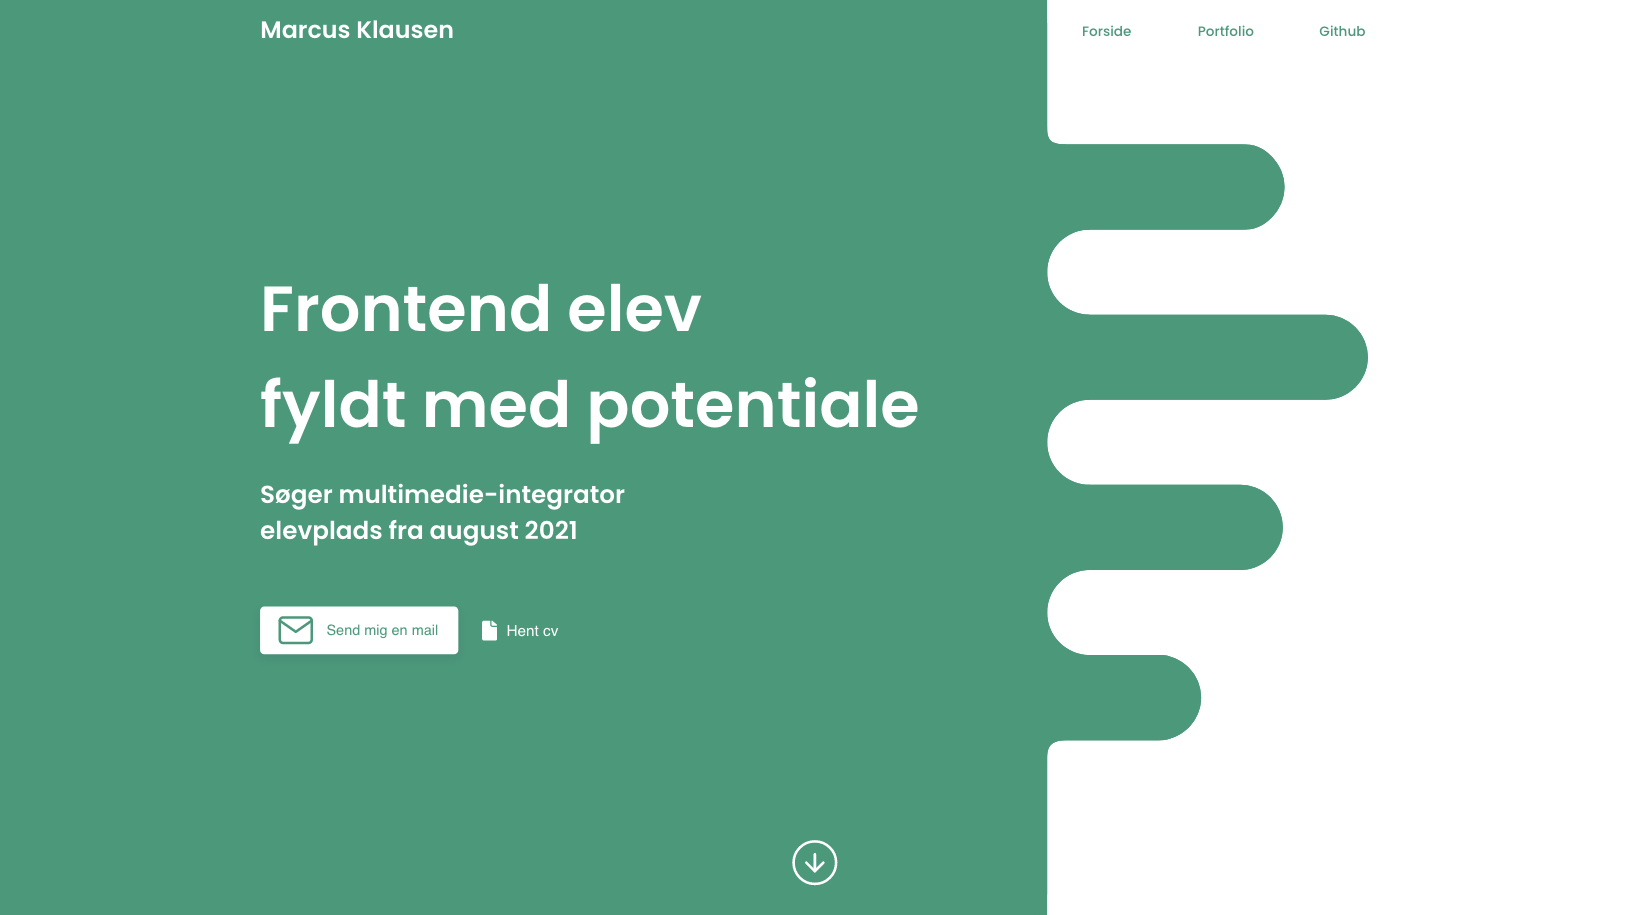 Marcus Klausen
Forside
Portfolio
Github
Frontend elev
fyldt med potentiale
Søger multimedie-integrator
elevplads fra august 2021
Send mig en mail
Hent cv